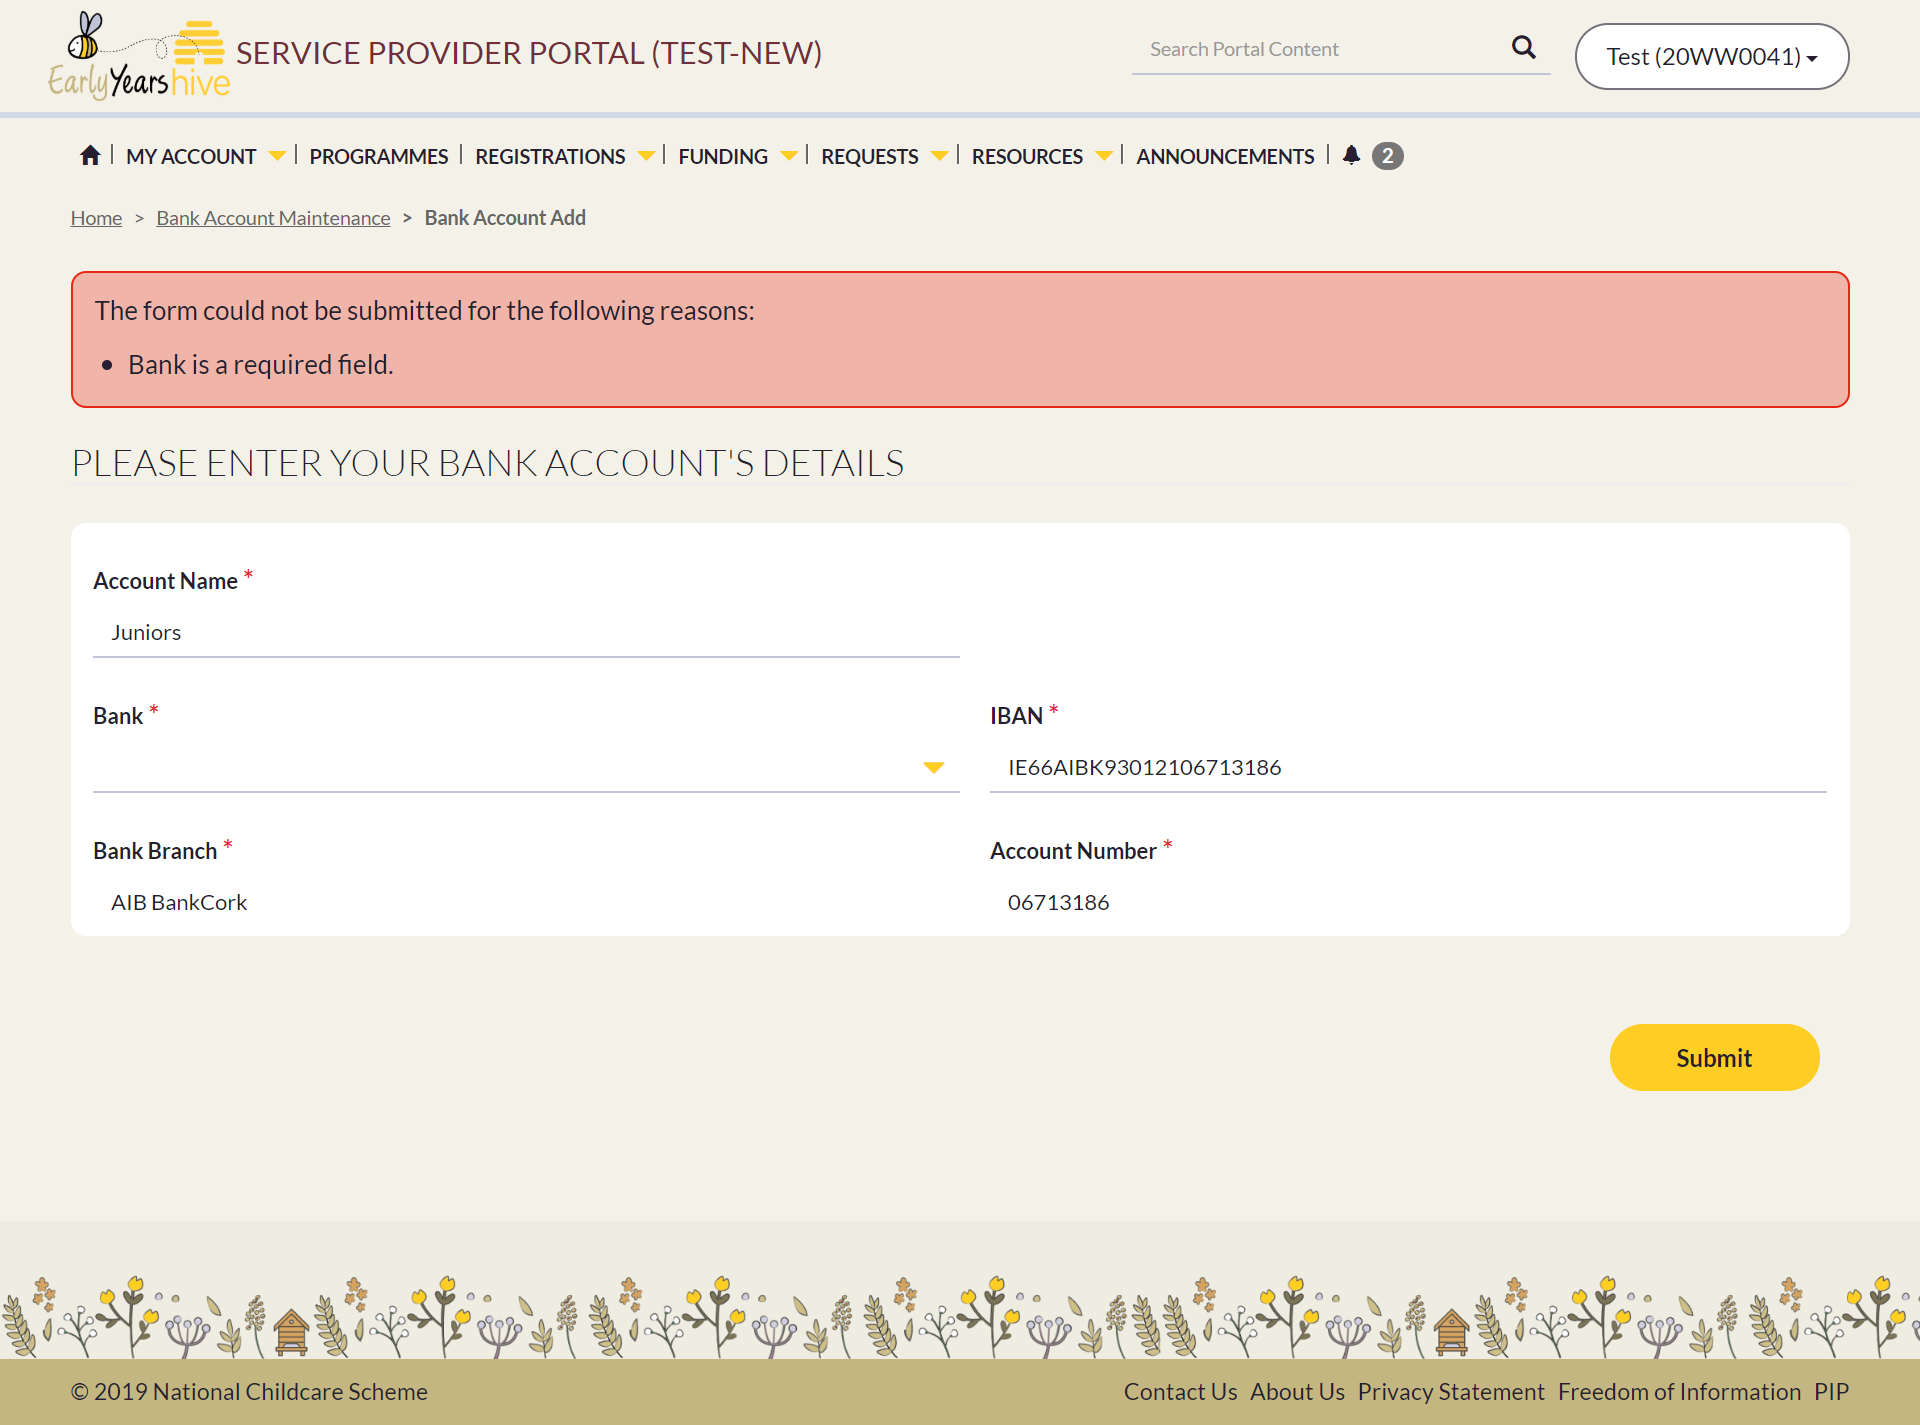 Early Years hive
SERVICE PROVIDER PORTAL (TEST-NEW)
Search Portal Content
Test (20WW0041)
MY ACCOUNT | PROGRAMMES | REGISTRATIONS | FUNDING | REQUESTS | RESOURCES | ANNOUNCEMENTS | 2
Home > Bank Account Maintenance > Bank Account Add
The form could not be submitted for the following reasons:
• Bank is a required field.
PLEASE ENTER YOUR BANK ACCOUNT'S DETAILS
Account Name *
Juniors
Bank *
IBAN *
IE66AIBK93012106713186
Bank Branch *
AIB BankCork
Account Number *
06713186
Submit
© 2019 National Childcare Scheme
Contact Us About Us Privacy Statement Freedom of Information PIP